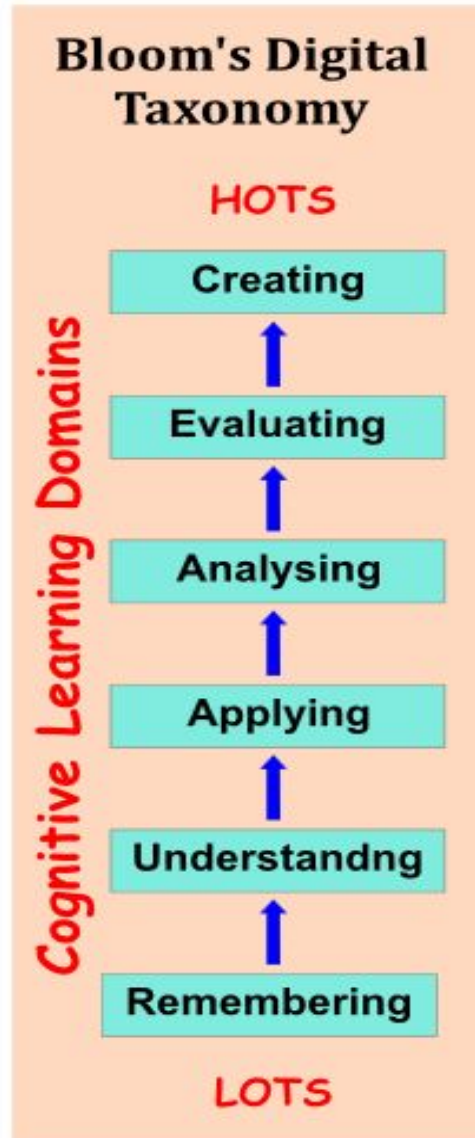 Bloom's Digital
Taxonomy
HOTS
Creating
Evaluating
Analysing
Applying
Understandng
Remembering
LOTS
Cognitive Learning Domains